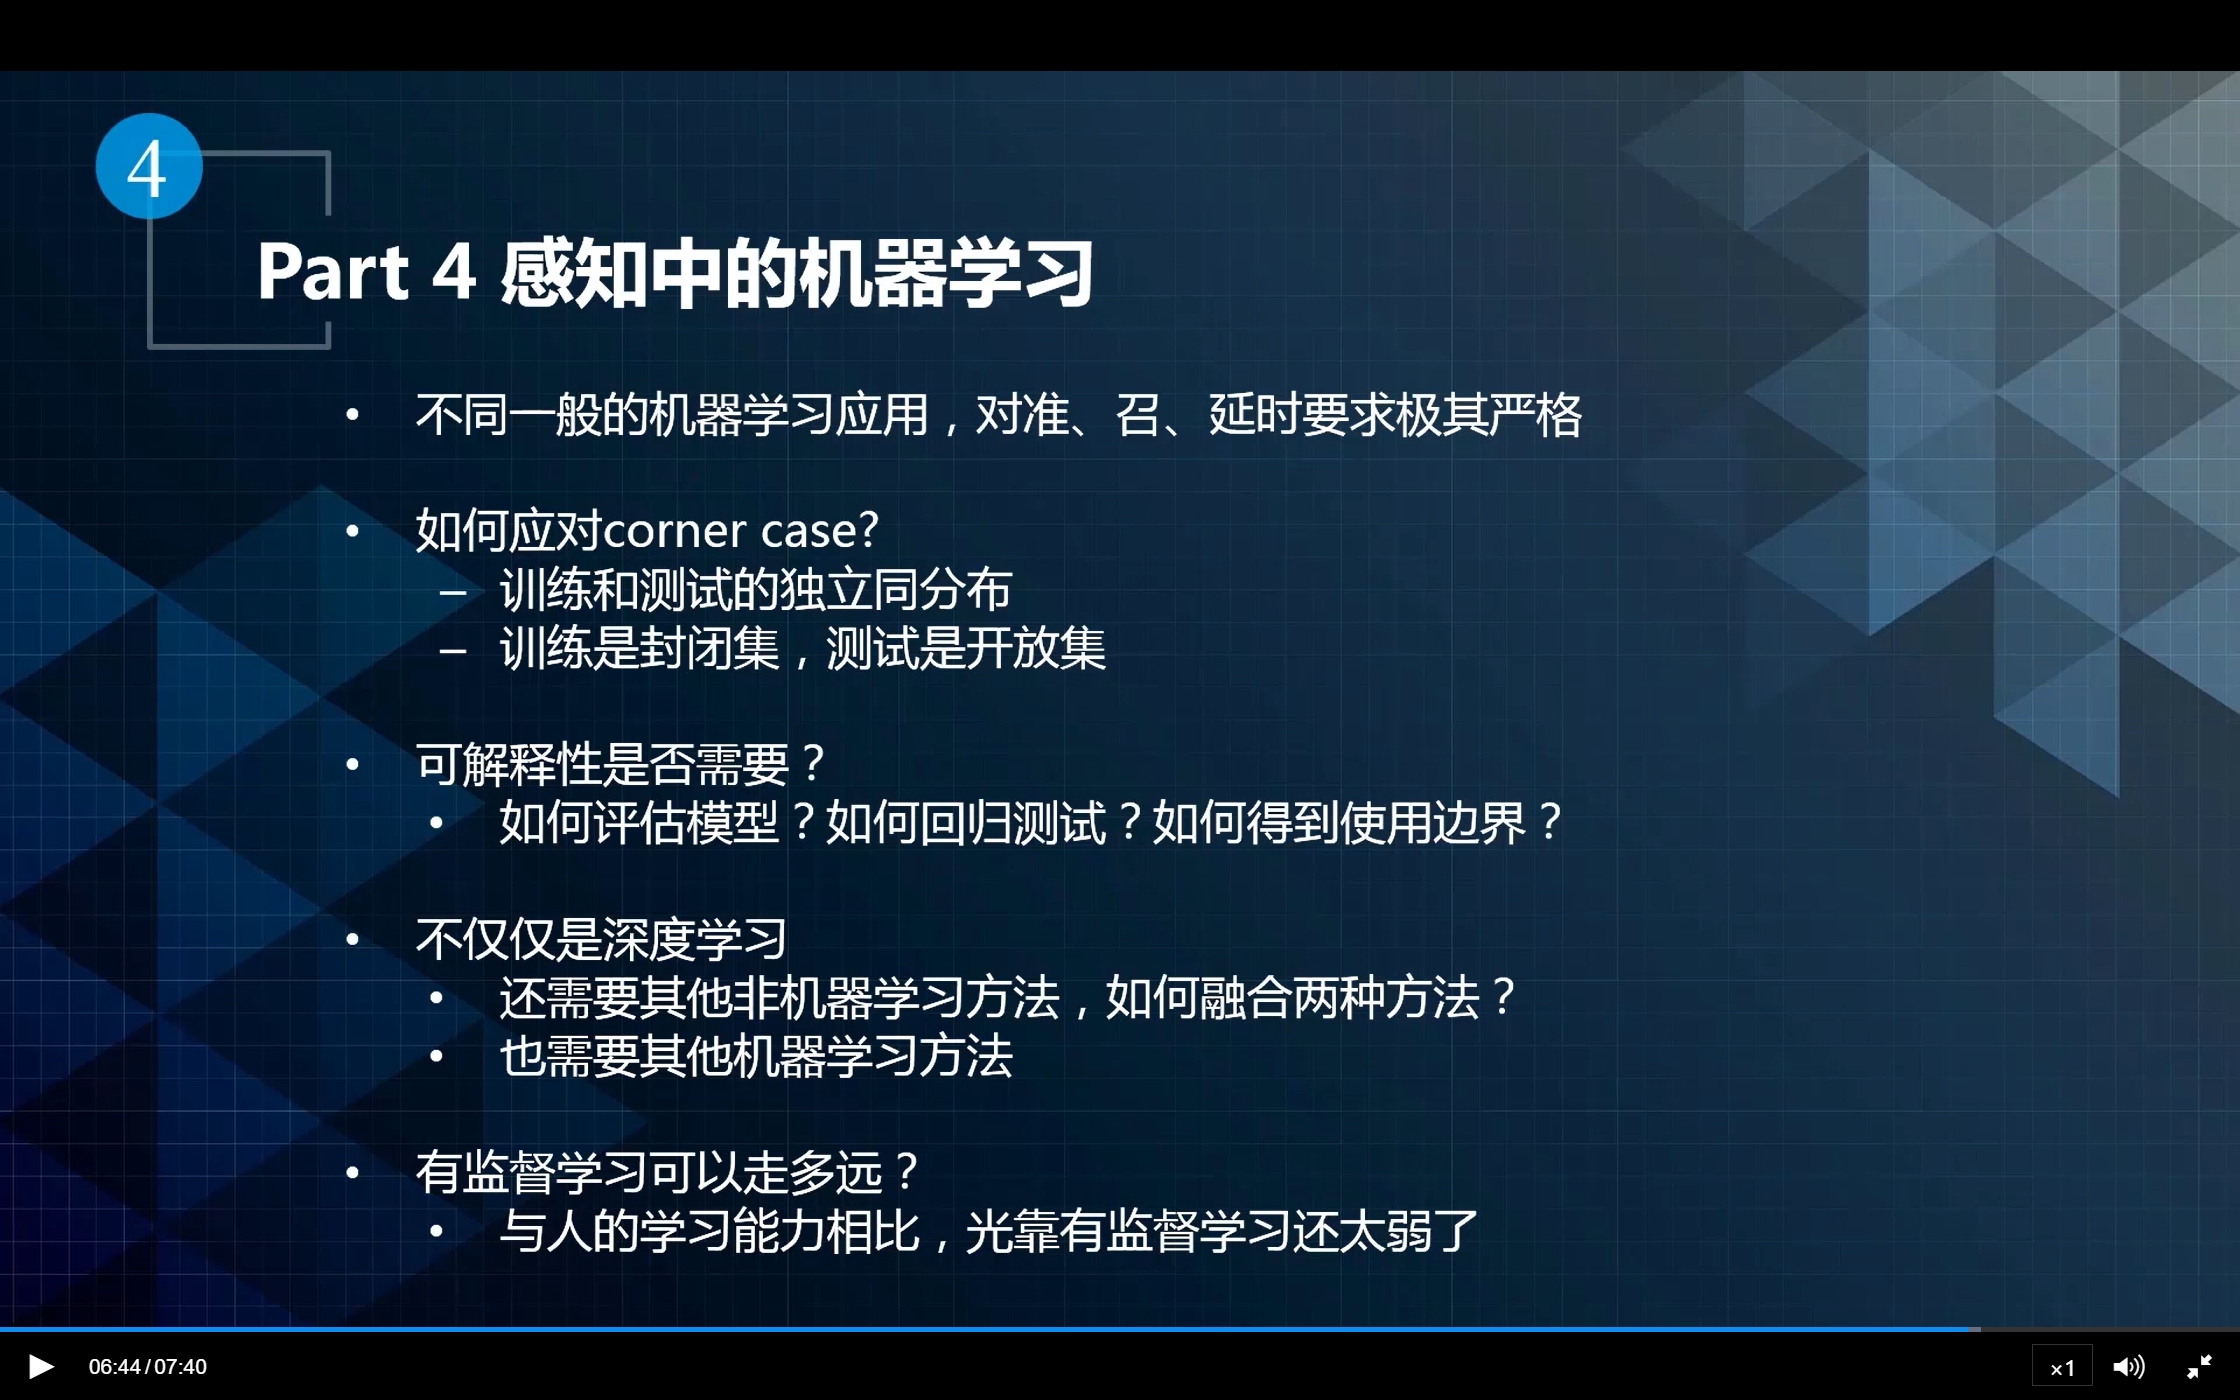 4
Part 4 感知中的机器学习
• 不同一般的机器学习应用，对准、召、延时要求极其严格
• 如何应对corner case?
– 训练和测试的独立同分布
– 训练是封闭集，测试是开放集
• 可解释性是否需要？
• 如何评估模型？如何回归测试？如何得到使用边界？
• 不仅仅是深度学习
• 还需要其他非机器学习方法，如何融合两种方法？
• 也需要其他机器学习方法
• 有监督学习可以走多远？
• 与人的学习能力相比，光靠有监督学习还太弱了
06:44/07:40
×1